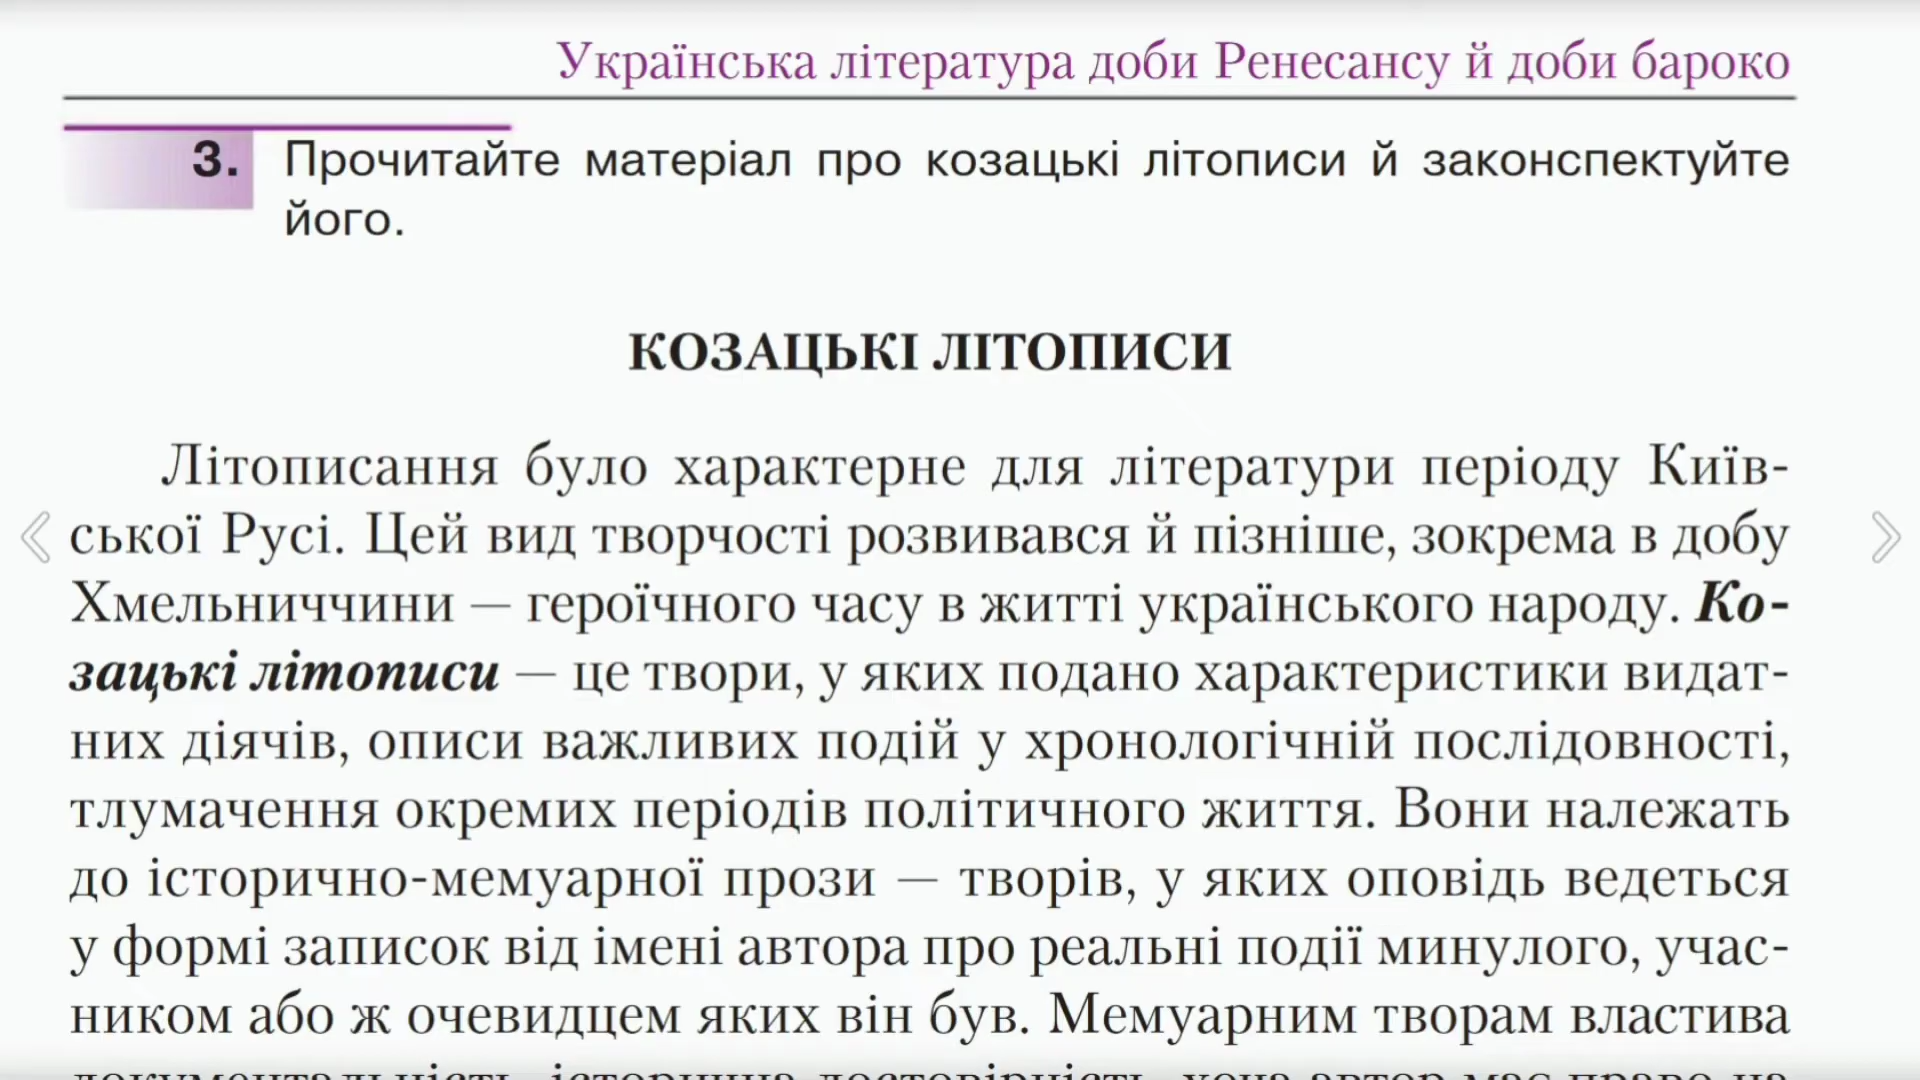 Українська література доби Ренесансу й доби бароко
3. Прочитайте матеріал про козацькі літописи й законспектуйте
його.
КОЗАЦЬКІ ЛІТОПИСИ
Літописання було характерне для літератури періоду Київ-
ської Русі. Цей вид творчості розвивався й пізніше, зокрема в добу
Хмельниччини — героїчного часу в житті українського народу. Ко-
зацькі літописи — це твори, у яких подано характеристики видат-
них діячів, описи важливих подій у хронологічній послідовності,
тлумачення окремих періодів політичного життя. Вони належать
до історично-мемуарної прози — творів, у яких оповідь ведеться
у формі записок від імені автора про реальні події минулого, учас-
ником або ж очевидцем яких він був. Мемуарним творам властива